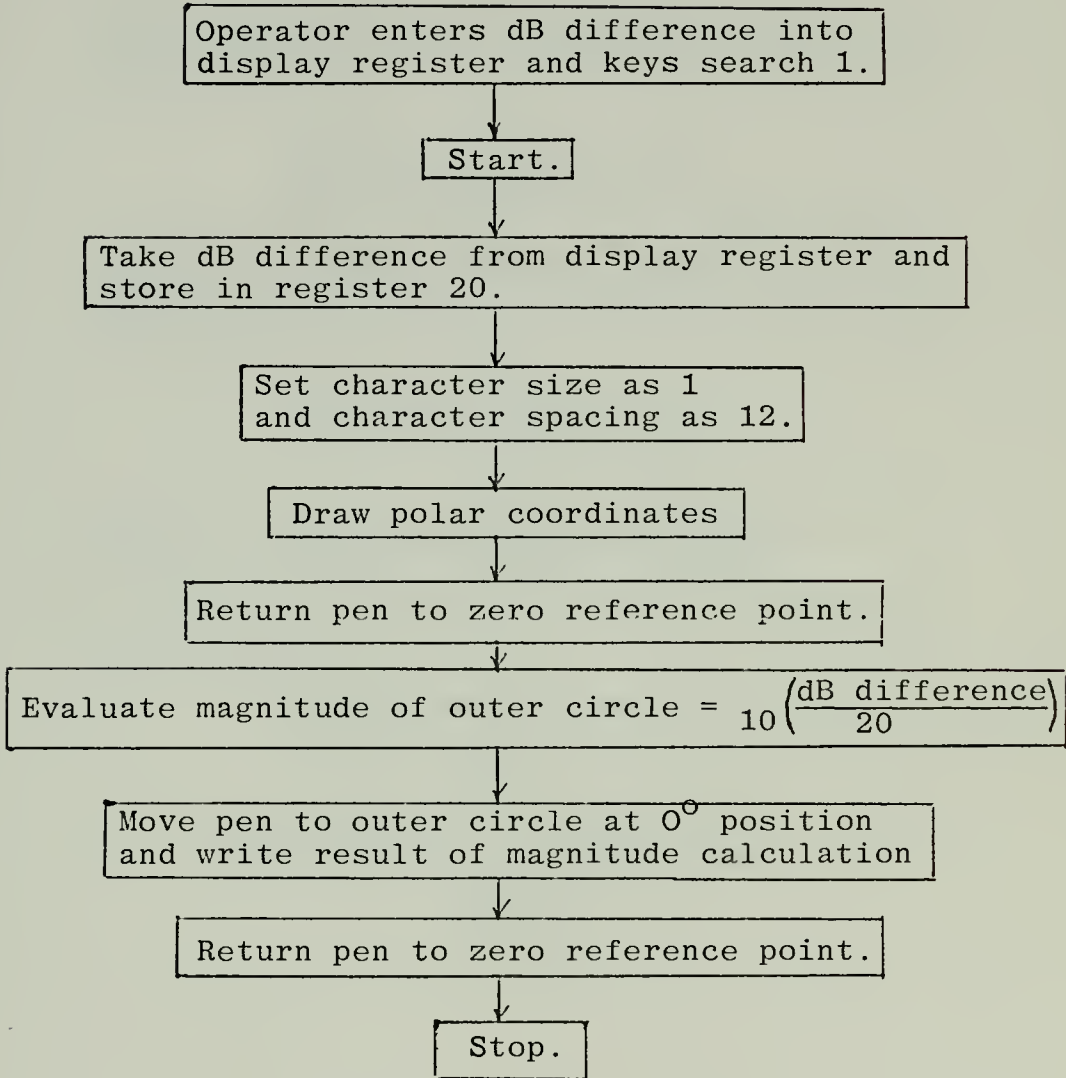 Operator enters dB difference into
display register and keys search 1.
Start.
Take dB difference from display register and
store in register 20.
Set character size as 1
and character spacing as 12.
Draw polar coordinates
Return pen to zero reference point.
Evaluate magnitude of outer circle = 10(dB difference/20)
Move pen to outer circle at 0° position
and write result of magnitude calculation
Return pen to zero reference point.
Stop.